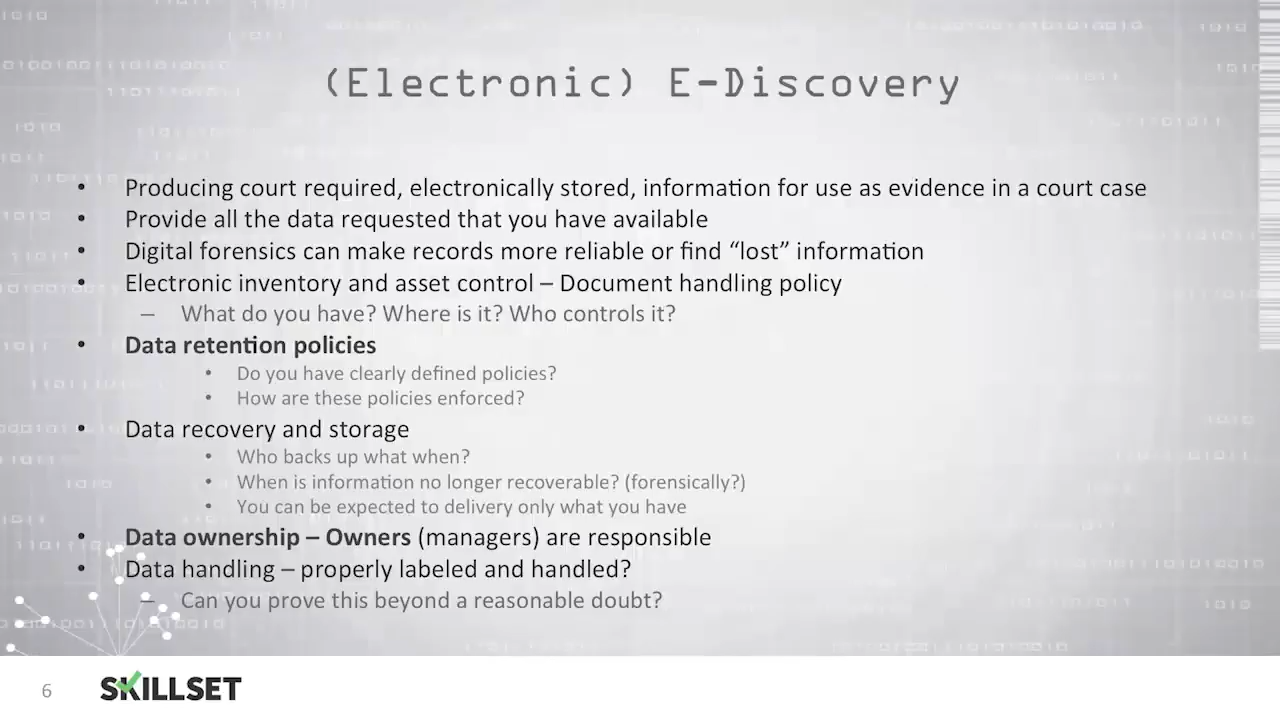 (Electronic) E-Discovery
• Producing court required, electronically stored, information for use as evidence in a court case
• Provide all the data requested that you have available
• Digital forensics can make records more reliable or find “lost” information
• Electronic inventory and asset control – Document handling policy
– What do you have? Where is it? Who controls it?
• Data retention policies
• Do you have clearly defined policies?
• How are these policies enforced?
• Data recovery and storage
• Who backs up what when?
• When is information no longer recoverable? (forensically?)
• You can be expected to delivery only what you have
• Data ownership – Owners (managers) are responsible
• Data handling – properly labeled and handled?
– Can you prove this beyond a reasonable doubt?
6
SKILLSET